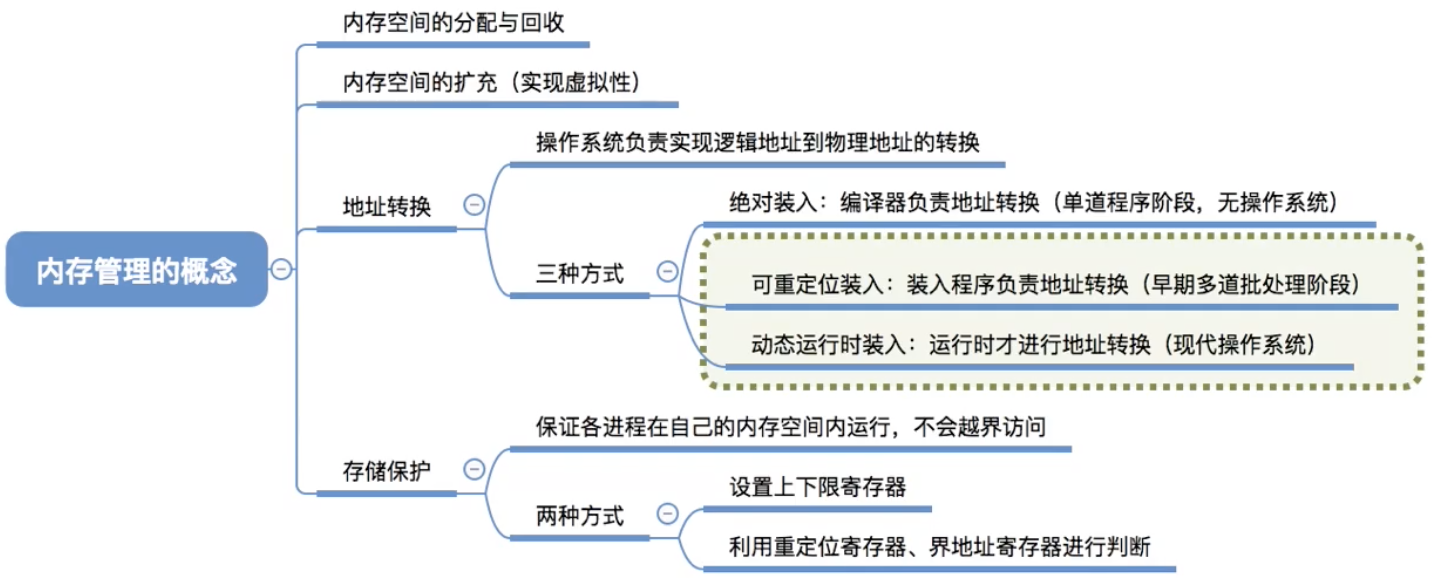 内存空间的分配与回收
内存空间的扩充（实现虚拟性）
操作系统负责实现逻辑地址到物理地址的转换
绝对装入：编译器负责地址转换（单道程序阶段，无操作系统）
地址转换
三种方式
可重定位装入：装入程序负责地址转换（早期多道批处理阶段）
内存管理的概念
动态运行时装入：运行时才进行地址转换（现代操作系统）
保证各进程在自己的内存空间内运行，不会越界访问
存储保护
设置上下限寄存器
两种方式
利用重定位寄存器、界地址寄存器进行判断